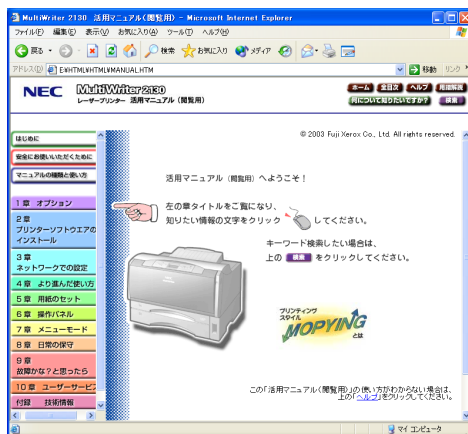 MultiWriter 2130 活用マニュアル(閲覧用) - Microsoft Internet Explorer
ファイル(F) 編集(E) 表示(V) お気に入り(A) ツール(T) ヘルプ(H)
戻る 検索 お気に入り メディア
アドレス(D) E:¥HTML¥HTML¥MANUAL.HTM 移動 リンク
NEC MultiWriter2130
レーザープリンター 活用マニュアル (閲覧用)
ホーム 全目次 ヘルプ 用語解説
何について知りたいですか? 検索
はじめに
安全にお使いいただくために
マニュアルの種類と使い方
1章 オプション
2章
プリンターソフトウエアの
インストール
3章
ネットワークでの設定
4章 より進んだ使い方
5章 用紙のセット
6章 操作パネル
7章 メニューモード
8章 日常の保守
9章
故障かな?と思ったら
10章 ユーザーサービス
付録 技術情報
© 2003 Fuji Xerox Co., Ltd. All rights reserved.
活用マニュアル (閲覧用) へようこそ!
左の章タイトルをご覧になり、
知りたい情報の文字をクリック してください。
キーワード検索したい場合は、
上の 検索 をクリックしてください。
プリンティング
スタイル
MOPYING
とは
この「活用マニュアル(閲覧用)」の使い方がわからない場合は、
上の「ヘルプ」をクリックしてください。
マイ コンピュータ